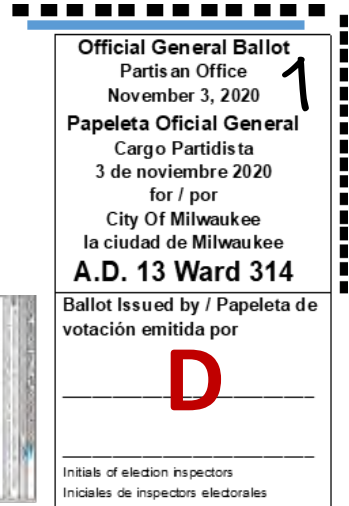 Official General Ballot
Partisan Office
November 3, 2020
1
Papeleta Oficial General
Cargo Partidista
3 de noviembre 2020
for / por
City Of Milwaukee
la ciudad de Milwaukee
A.D. 13 Ward 314
Ballot Issued by / Papeleta de
votación emitida por
D
Initials of election inspectors
Iniciales de inspectors electorales